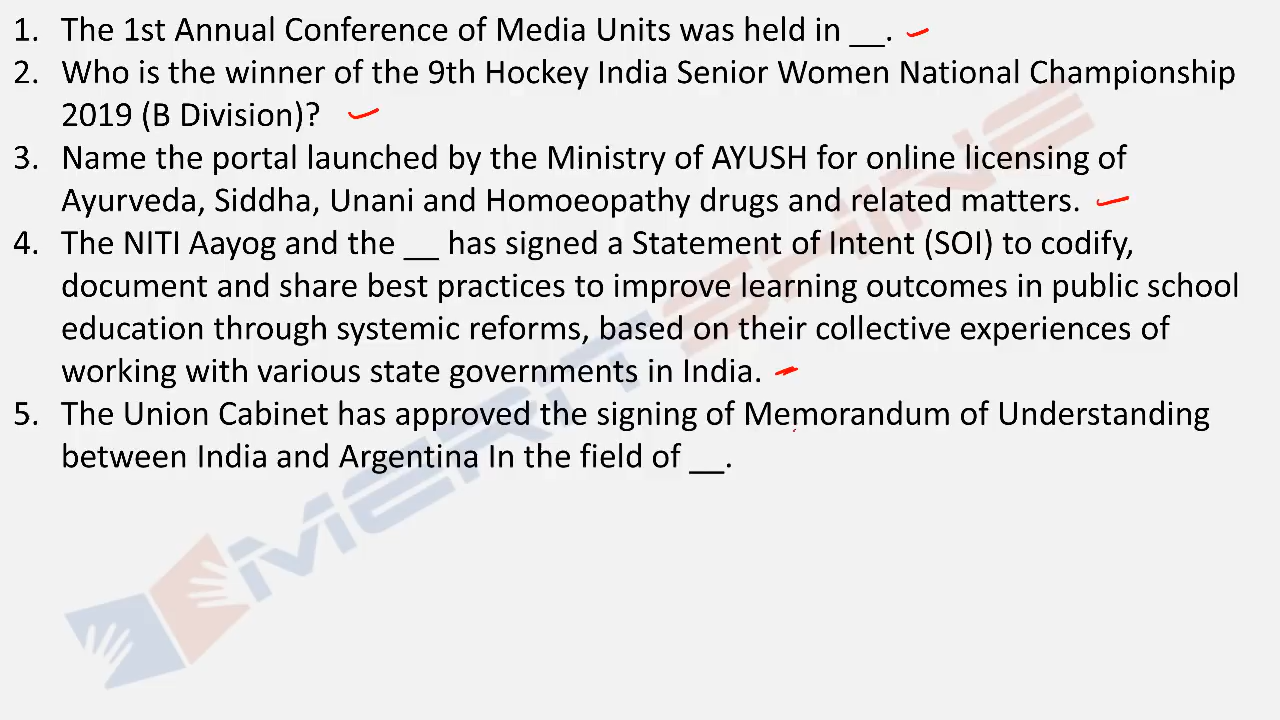 1. The 1st Annual Conference of Media Units was held in __.
2. Who is the winner of the 9th Hockey India Senior Women National Championship
2019 (B Division)?
3. Name the portal launched by the Ministry of AYUSH for online licensing of
Ayurveda, Siddha, Unani and Homoeopathy drugs and related matters.
4. The NITI Aayog and the __ has signed a Statement of Intent (SOI) to codify,
document and share best practices to improve learning outcomes in public school
education through systemic reforms, based on their collective experiences of
working with various state governments in India.
5. The Union Cabinet has approved the signing of Memorandum of Understanding
between India and Argentina In the field of __.
MERIT SHINE